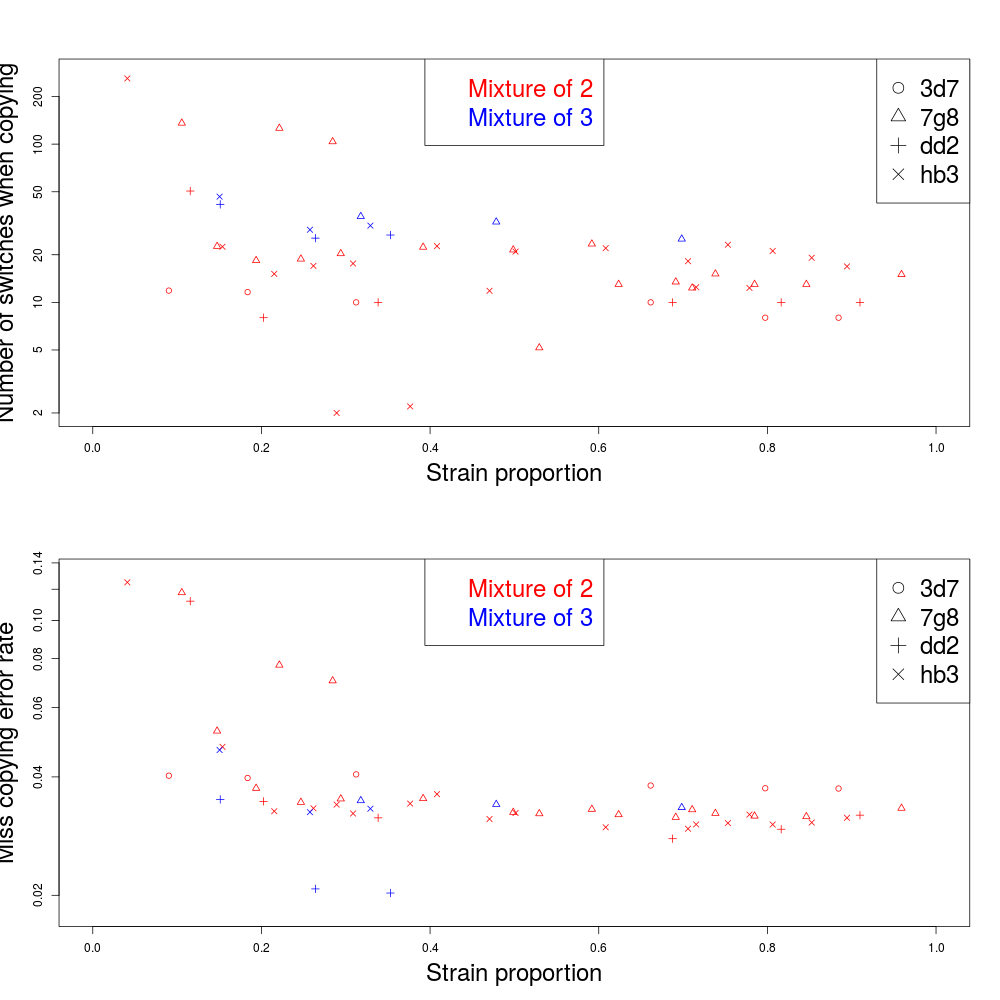 Number of switches when copying
200
100
50
20
10
5
2
Mixture of 2
Mixture of 3
3d7
7g8
dd2
hb3
0.0 0.2 0.4 0.6 0.8 1.0
Strain proportion
Miss copying error rate
0.14
0.10
0.08
0.06
0.04
0.02
Mixture of 2
Mixture of 3
3d7
7g8
dd2
hb3
0.0 0.2 0.4 0.6 0.8 1.0
Strain proportion